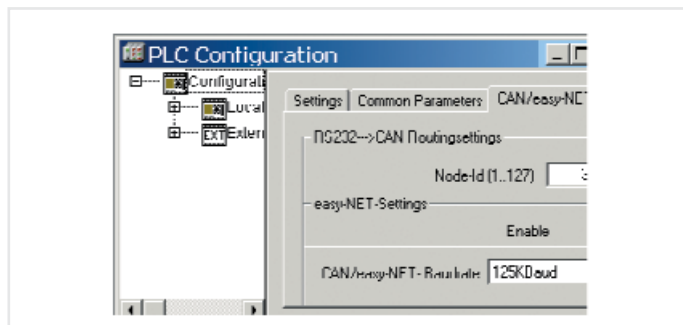 PLC Configuration
Configurati
Local
EXT Extern
Settings Common Parameters CAN/easy-NET
RS232--->CAN Routingsettings
Node-Id (1..127)
easy-NET-Settings
Enable
CAN/easy-NET- Baudrate 125KBaud